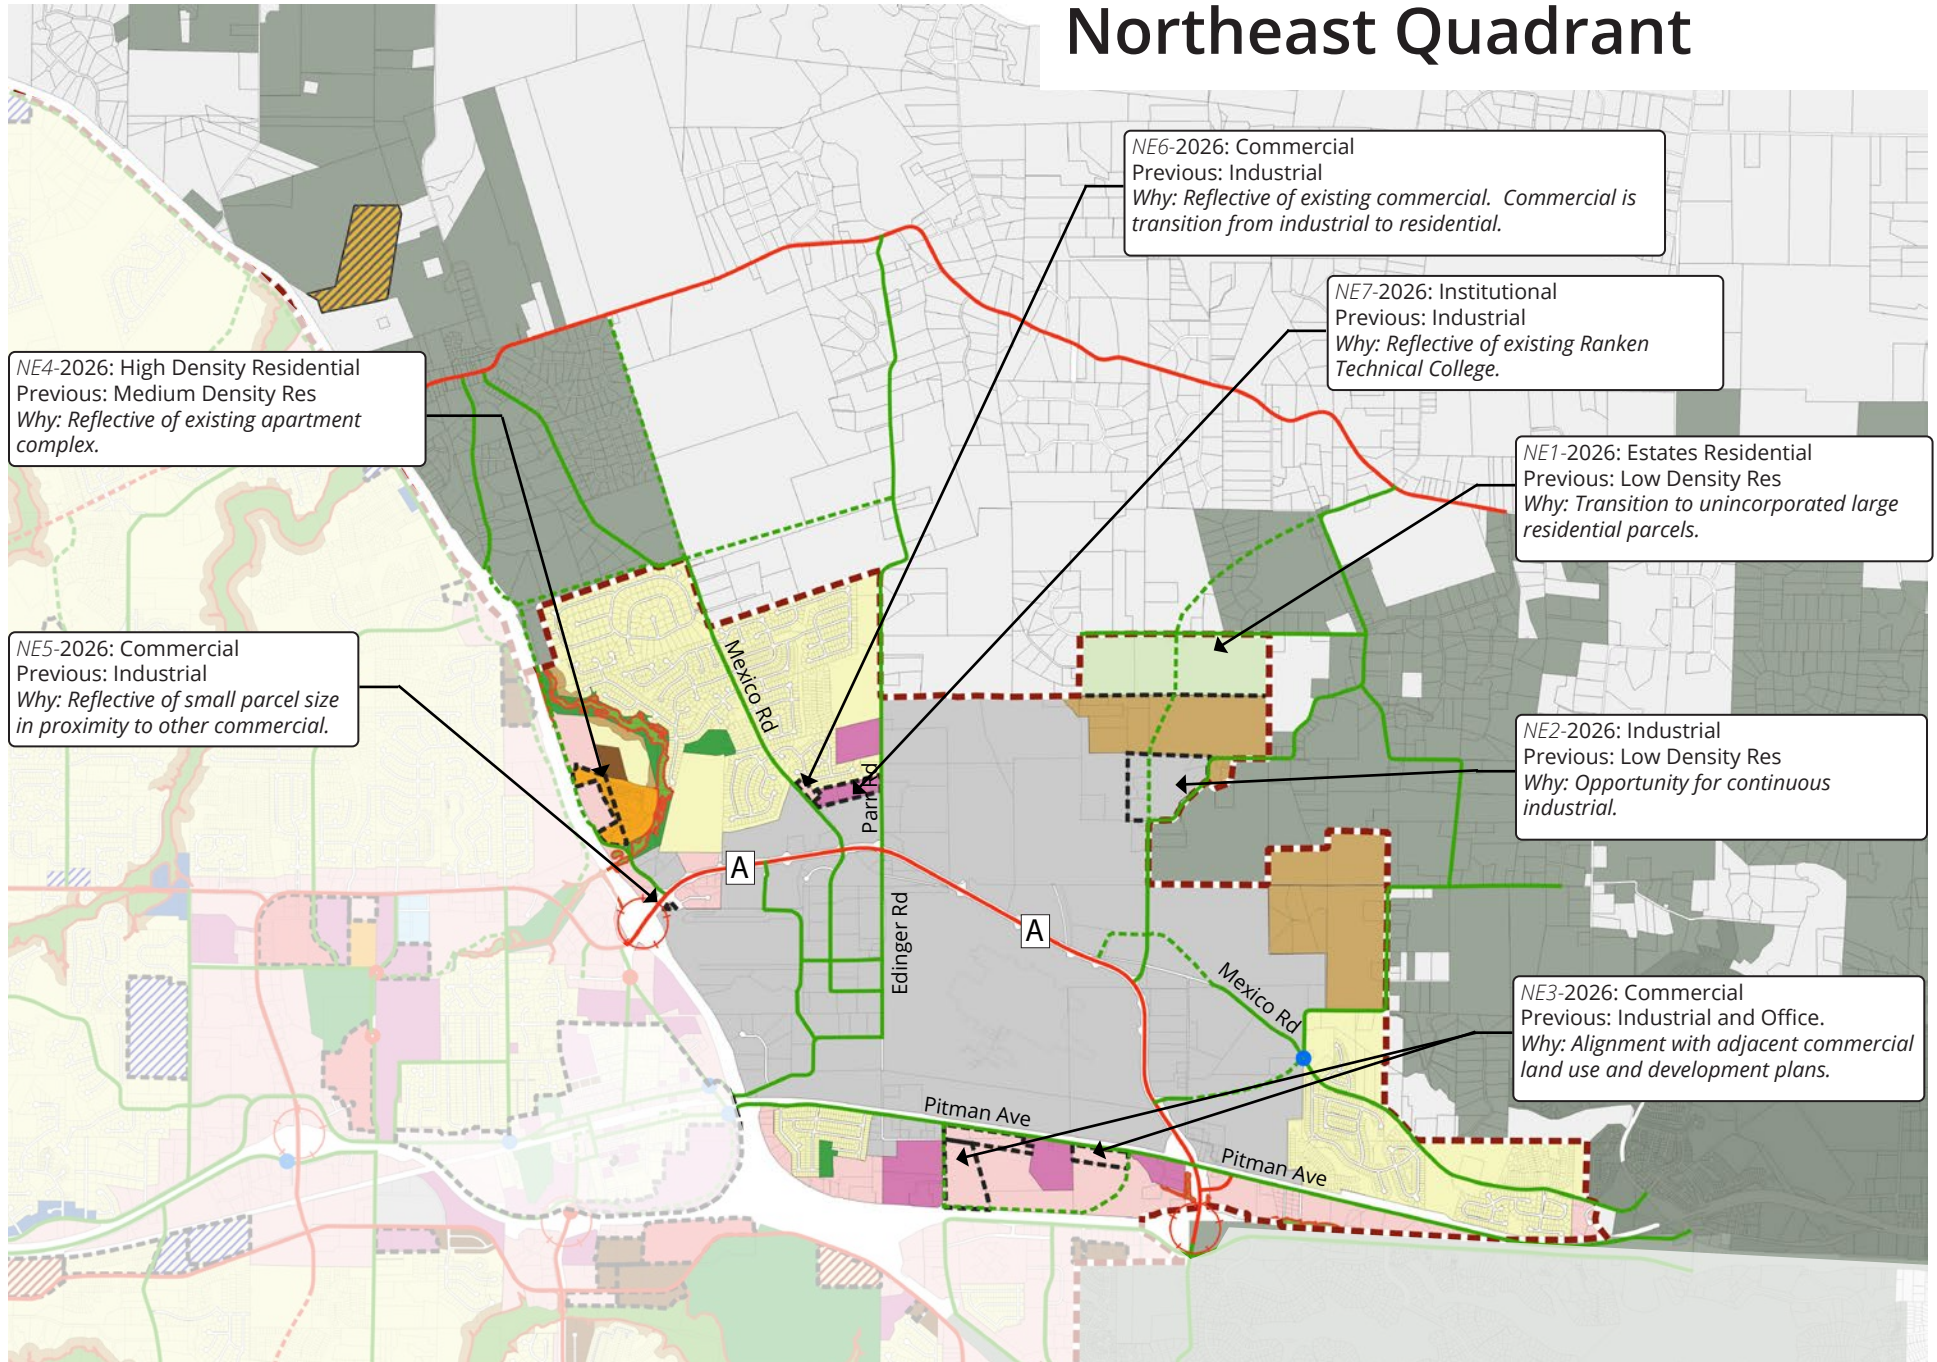 Northeast Quadrant
NE6-2026: Commercial
Previous: Industrial
Why: Reflective of existing commercial.  Commercial is
transition from industrial to residential.
NE7-2026: Institutional
Previous: Industrial
Why: Reflective of existing Ranken
Technical College.
NE4-2026: High Density Residential
Previous: Medium Density Res
Why: Reflective of existing apartment
complex.
NE1-2026: Estates Residential
Previous: Low Density Res
Why: Transition to unincorporated large
residential parcels.
NE5-2026: Commercial
Previous: Industrial
Why: Reflective of small parcel size
in proximity to other commercial.
NE2-2026: Industrial
Previous: Low Density Res
Why: Opportunity for continuous
industrial.
NE3-2026: Commercial
Previous: Industrial and Office.
Why: Alignment with adjacent commercial
land use and development plans.
Mexico Rd
Parr Rd
A
Edinger Rd
A
Mexico Rd
Pitman Ave
Pitman Ave